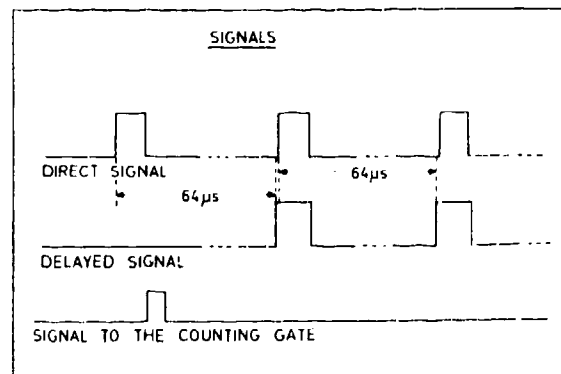 SIGNALS
DIRECT SIGNAL
64µs
64µs
DELAYED SIGNAL
SIGNAL TO THE COUNTING GATE